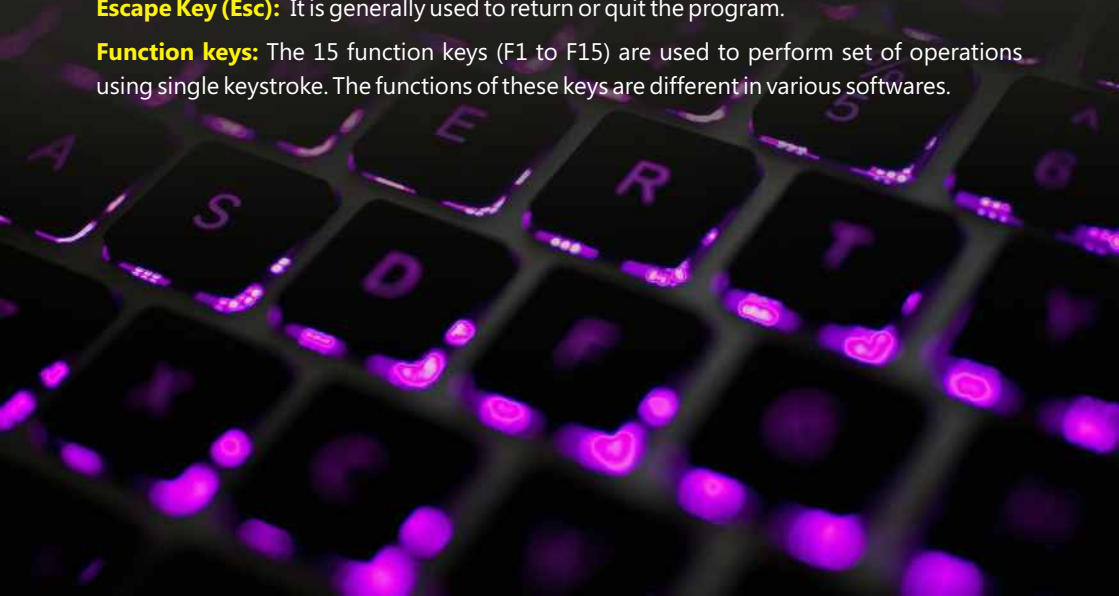 Escape Key (Esc): It is generally used to return or quit the program.
Function keys: The 15 function keys (F1 to F15) are used to perform set of operations
using single keystroke. The functions of these keys are different in various softwares.
E
5
^
A
R
6
S
T
D
F
Y
X
C